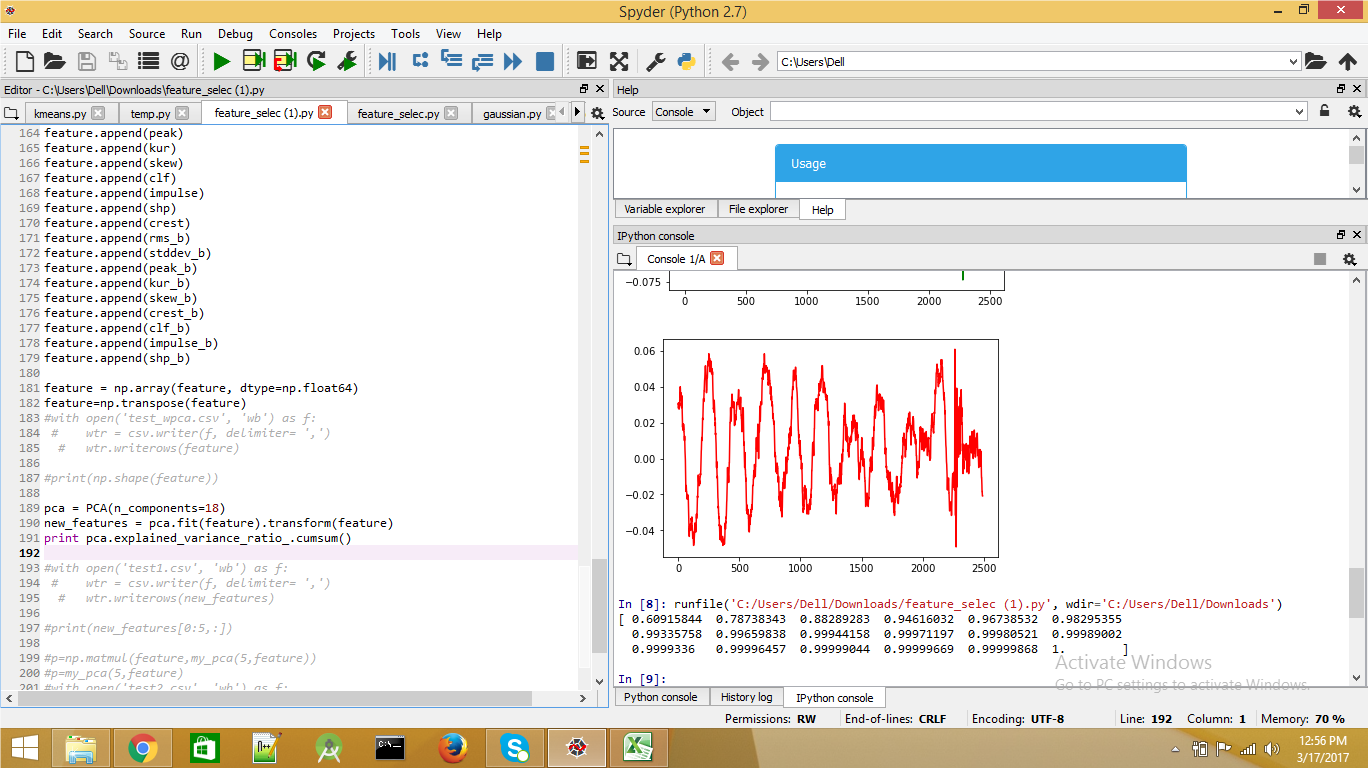 Spyder (Python 2.7)
File Edit Search Source Run Debug Consoles Projects Tools View Help
C:\Users\Dell
Editor - C:\Users\Dell\Downloads\feature_selec (1).py
kmeans.py temp.py feature_selec (1).py feature_selec.py gaussian.py
164 feature.append(peak)
165 feature.append(kur)
166 feature.append(skew)
167 feature.append(clf)
168 feature.append(impulse)
169 feature.append(shp)
170 feature.append(crest)
171 feature.append(rms_b)
172 feature.append(stddev_b)
173 feature.append(peak_b)
174 feature.append(kur_b)
175 feature.append(skew_b)
176 feature.append(crest_b)
177 feature.append(clf_b)
178 feature.append(impulse_b)
179 feature.append(shp_b)
180
181 feature = np.array(feature, dtype=np.float64)
182 feature=np.transpose(feature)
183 #with open('test_wpca.csv', 'wb') as f:
184 #    wtr = csv.writer(f, delimiter= ',')
185 #   wtr.writerows(feature)
186
187 #print(np.shape(feature))
188
189 pca = PCA(n_components=18)
190 new_features = pca.fit(feature).transform(feature)
191 print pca.explained_variance_ratio_.cumsum()
192
193 #with open('test1.csv', 'wb') as f:
194 #    wtr = csv.writer(f, delimiter= ',')
195 #   wtr.writerows(new_features)
196
197 #print(new_features[0:5,:])
198
199 #p=np.matmul(feature,my_pca(5,feature))
200 #p=my_pca(5,feature)
201 #with open('test2.csv', 'wb') as f:
Help
Source Console Object
Usage
Variable explorer File explorer Help
IPython console
Console 1/A
−0.075
0 500 1000 1500 2000 2500
0.06
0.04
0.02
0.00
−0.02
−0.04
0 500 1000 1500 2000 2500
In [8]: runfile('C:/Users/Dell/Downloads/feature_selec (1).py', wdir='C:/Users/Dell/Downloads')
[ 0.60915844  0.78738343  0.88289283  0.94616032  0.96738532  0.98295355
0.99335758  0.99659838  0.99944158  0.99971197  0.99980521  0.99989002
0.9999336   0.99996457  0.99999044  0.99999669  0.99999868  1.        ]
In [9]:
Activate Windows
Go to PC settings to activate Windows.
Python console History log IPython console
Permissions: RW End-of-lines: CRLF Encoding: UTF-8 Line: 192 Column: 1 Memory: 70 %
12:56 PM
3/17/2017